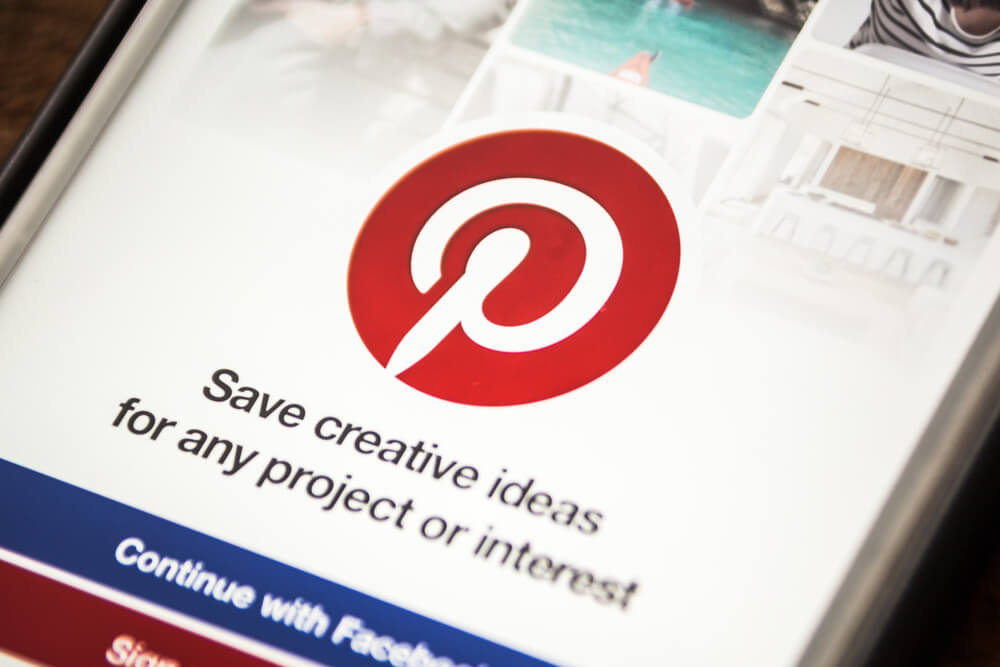 Save creative ideas
for any project or interest
Continue with Facebook